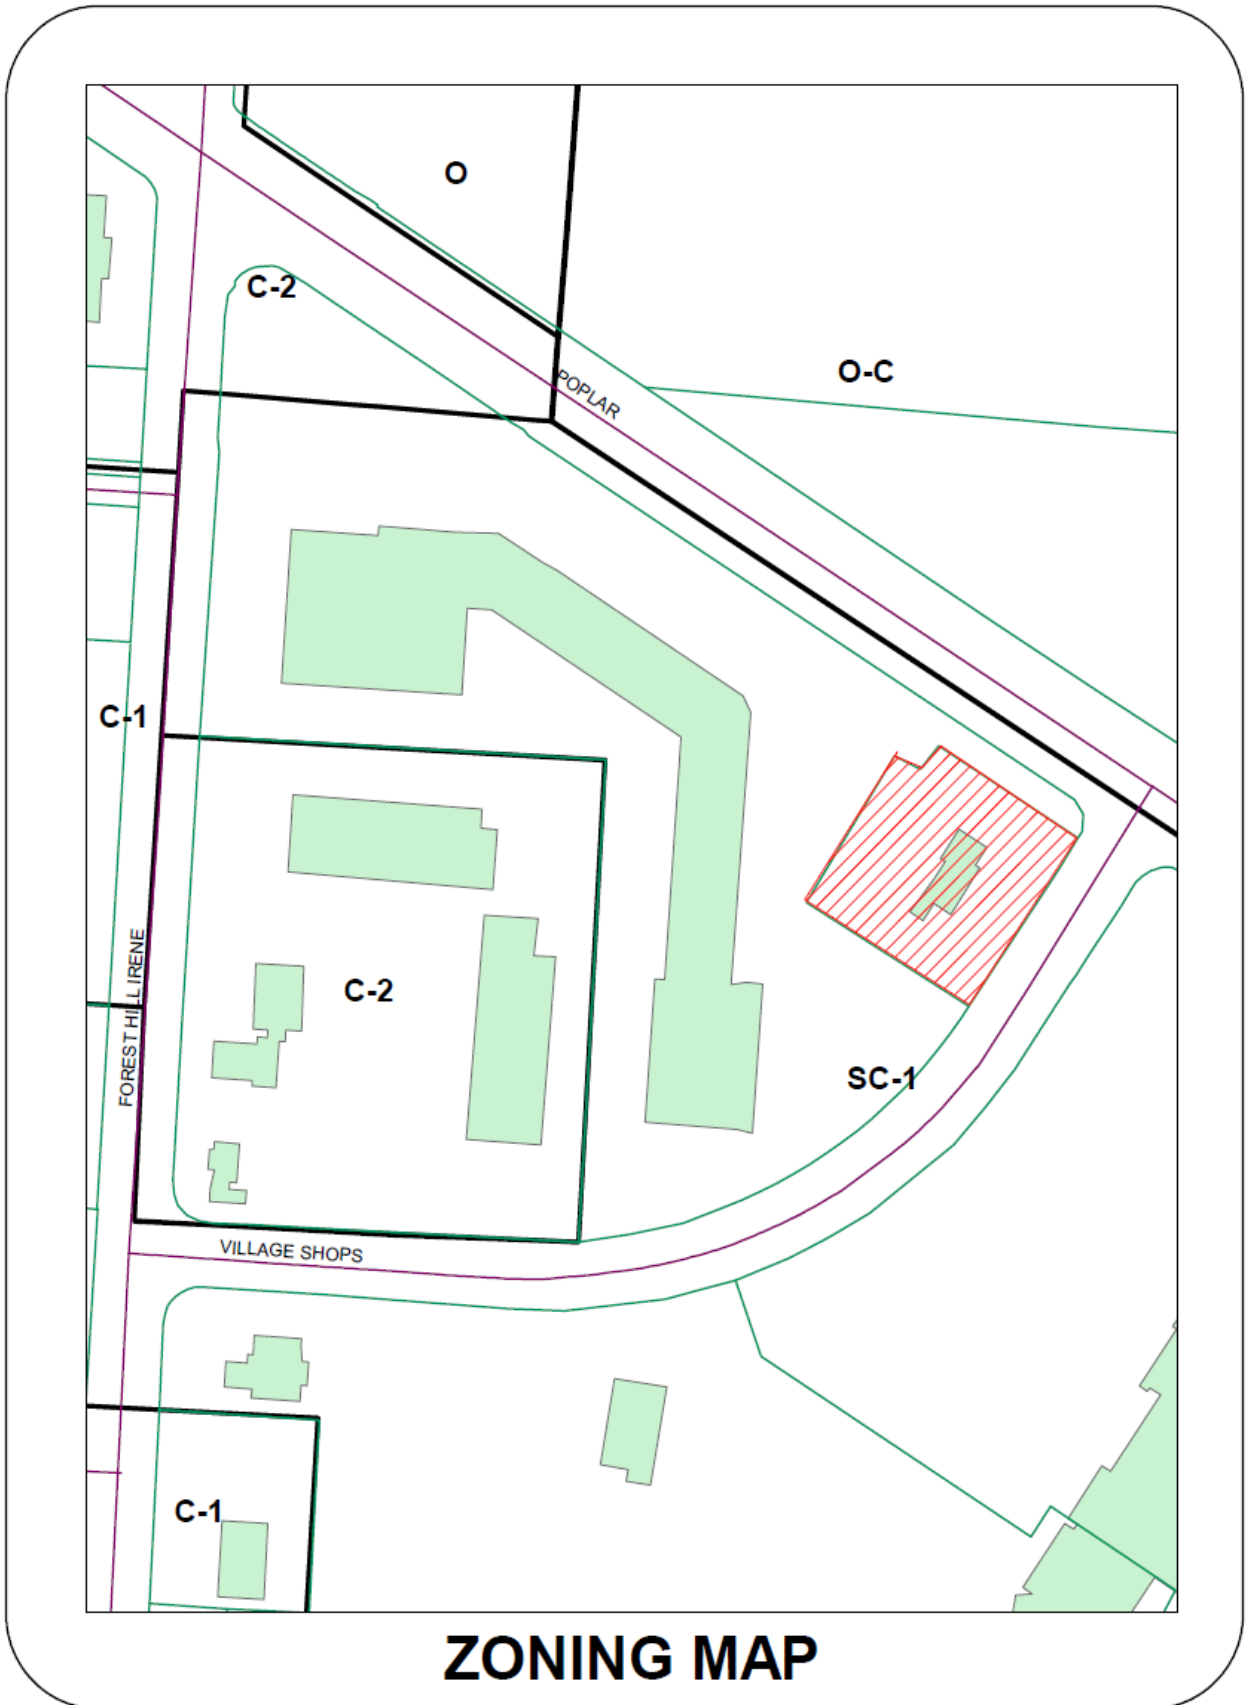 O
C-2
O-C
POPLAR
C-1
FOREST HILL IRENE
C-2
SC-1
VILLAGE SHOPS
C-1
ZONING MAP